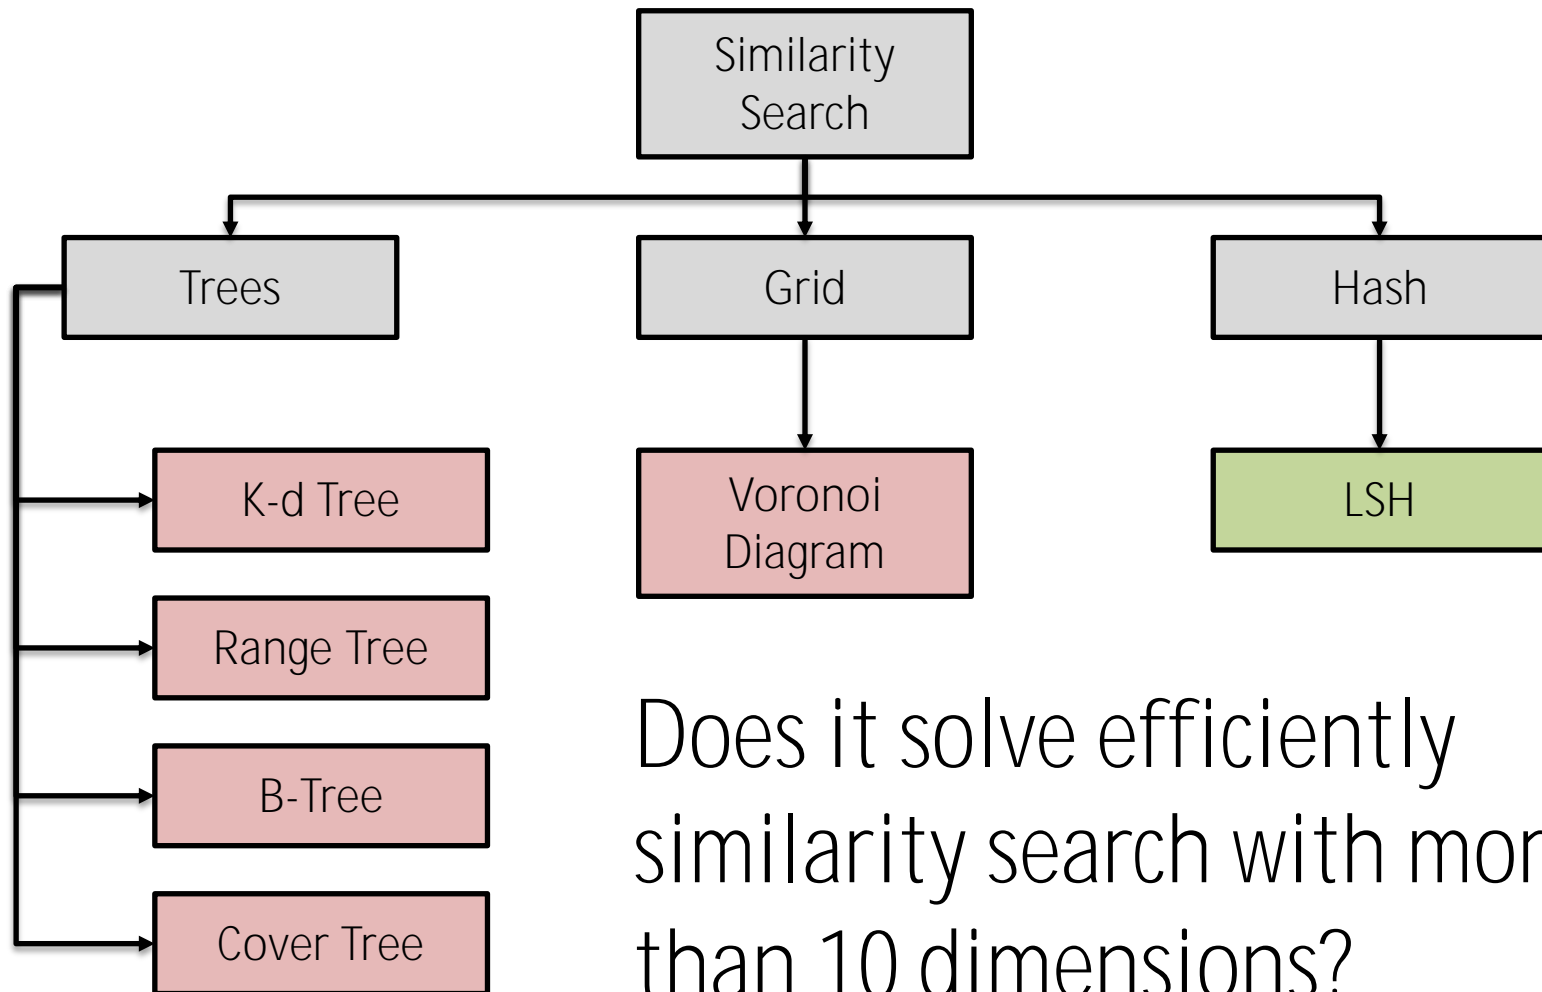 Similarity
Search
Trees
Grid
Hash
K-d Tree
Voronoi
Diagram
LSH
Range Tree
B-Tree
Cover Tree
Does it solve efficiently
similarity search with mor
than 10 dimensions?